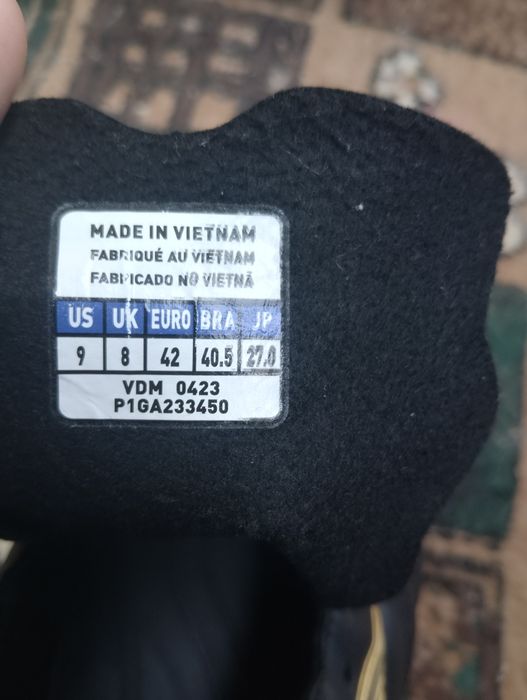 MADE IN VIETNAM
FABRIQUÉ AU VIETNAM
FABRICADO NO VIETNÃ
US UK EURO BRA JP
9 8 42 40.5 27.0
VDM 0423
P1GA233450